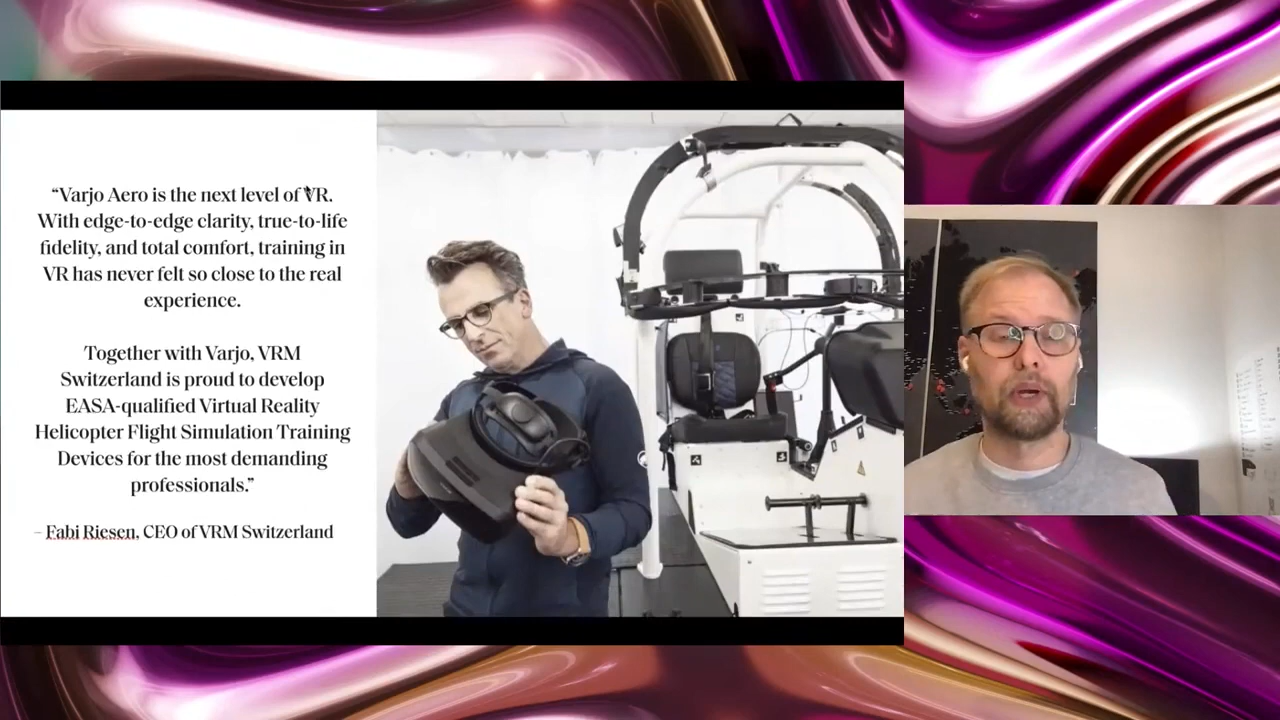 “Varjo Aero is the next level of VR.
With edge-to-edge clarity, true-to-life
fidelity, and total comfort, training in
VR has never felt so close to the real
experience.
Together with Varjo, VRM
Switzerland is proud to develop
EASA-qualified Virtual Reality
Helicopter Flight Simulation Training
Devices for the most demanding
professionals.”
– Fabi Riesen, CEO of VRM Switzerland